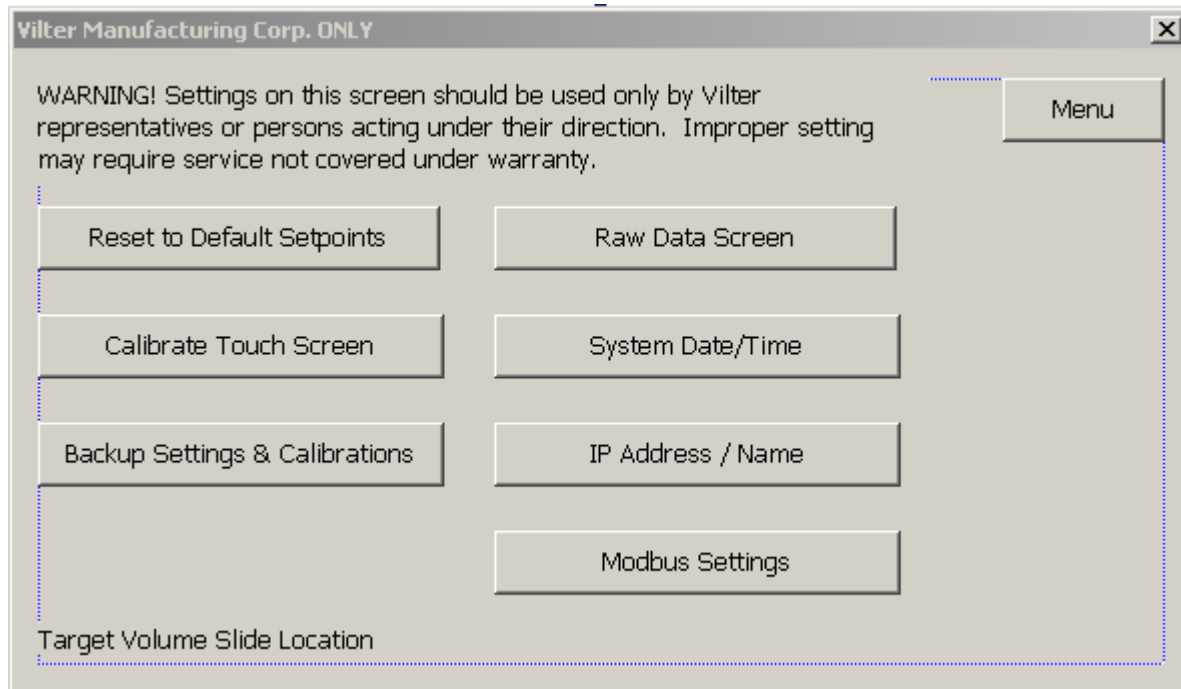 Vilter Manufacturing Corp. ONLY
WARNING! Settings on this screen should be used only by Vilter
representatives or persons acting under their direction.  Improper setting
may require service not covered under warranty.
Menu
Reset to Default Setpoints
Raw Data Screen
Calibrate Touch Screen
System Date/Time
Backup Settings & Calibrations
IP Address / Name
Modbus Settings
Target Volume Slide Location